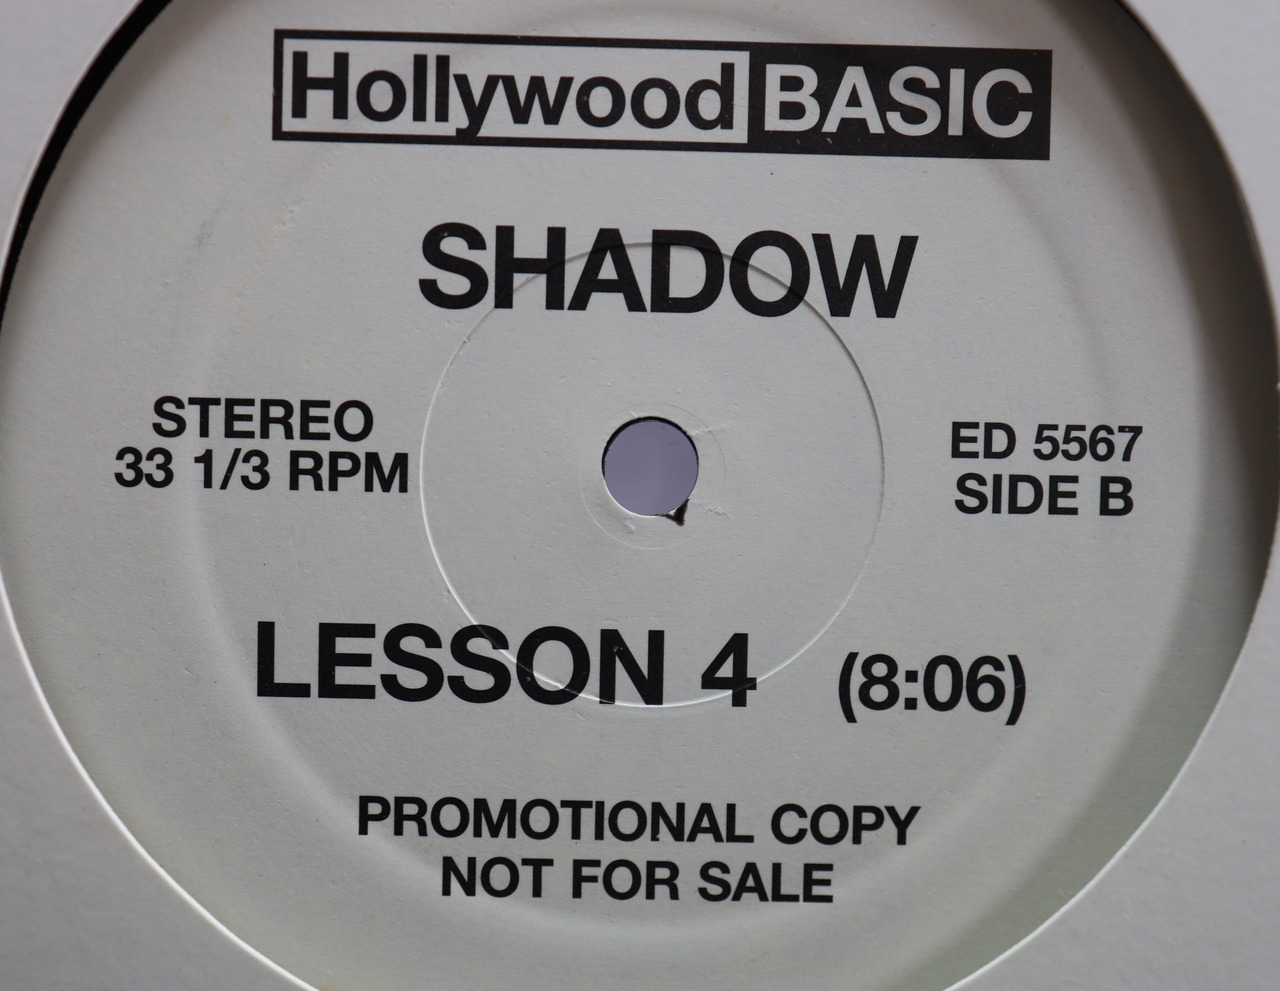 Hollywood BASIC
SHADOW
STEREO
33 1/3 RPM
ED 5567
SIDE B
LESSON 4 (8:06)
PROMOTIONAL COPY
NOT FOR SALE